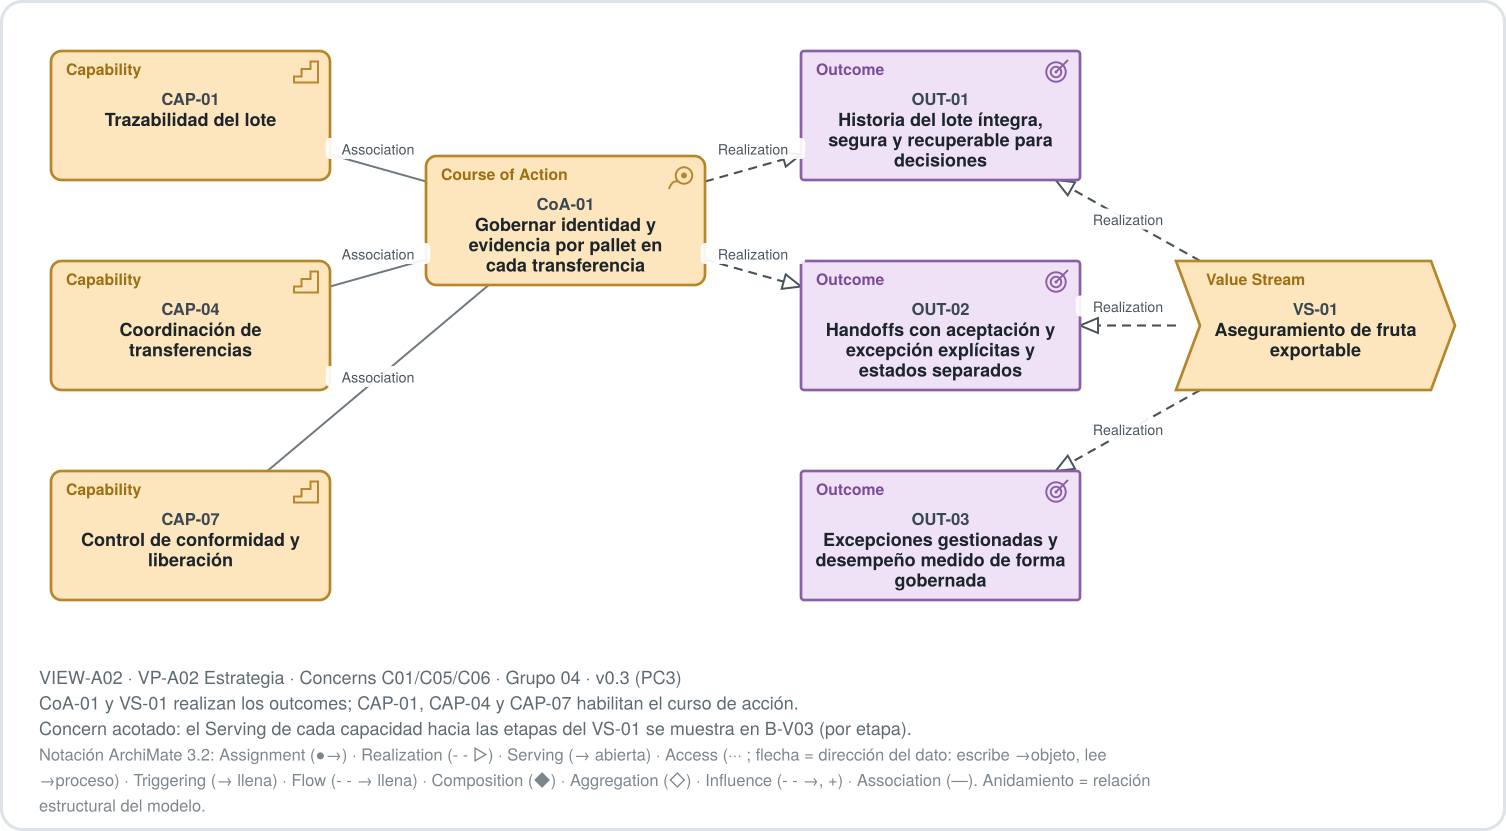 Capability
CAP-01
Trazabilidad del lote
Association
Capability
CAP-04
Coordinación de
transferencias
Association
Association
Capability
CAP-07
Control de conformidad y
liberación
Course of Action
CoA-01
Gobernar identidad y
evidencia por pallet en
cada transferencia
Realization
Realization
Outcome
OUT-01
Historia del lote íntegra,
segura y recuperable para
decisiones
Outcome
OUT-02
Handoffs con aceptación y
excepción explícitas y
estados separados
Outcome
OUT-03
Excepciones gestionadas y
desempeño medido de forma
gobernada
Realization
Realization
Realization
Value Stream
VS-01
Aseguramiento de fruta
exportable
VIEW-A02 · VP-A02 Estrategia · Concerns C01/C05/C06 · Grupo 04 · v0.3 (PC3)
CoA-01 y VS-01 realizan los outcomes; CAP-01, CAP-04 y CAP-07 habilitan el curso de acción.
Concern acotado: el Serving de cada capacidad hacia las etapas del VS-01 se muestra en B-V03 (por etapa).
Notación ArchiMate 3.2: Assignment (●→) · Realization (- - ▷) · Serving (→ abierta) · Access (··· ; flecha = dirección del dato: escribe →objeto, lee
→proceso) · Triggering (→ llena) · Flow (- - → llena) · Composition (◆) · Aggregation (◇) · Influence (- - →, +) · Association (—). Anidamiento = relación
estructural del modelo.